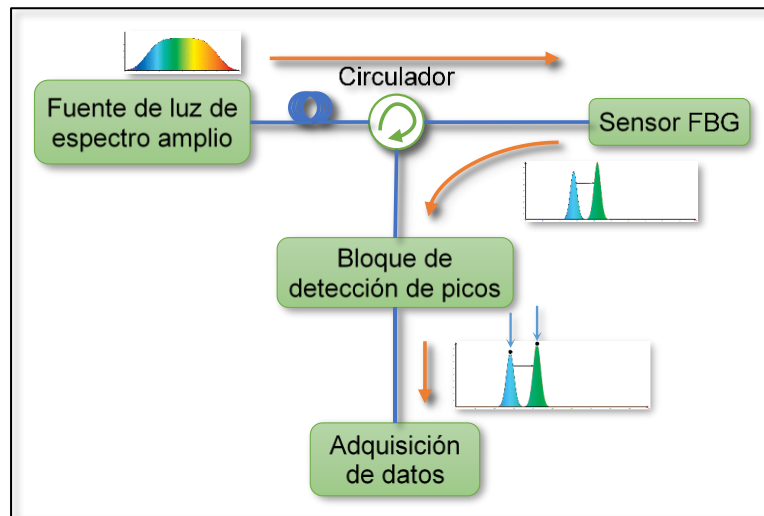 Circulador
Fuente de luz de
espectro amplio
Sensor FBG
Bloque de
detección de picos
Adquisición
de datos